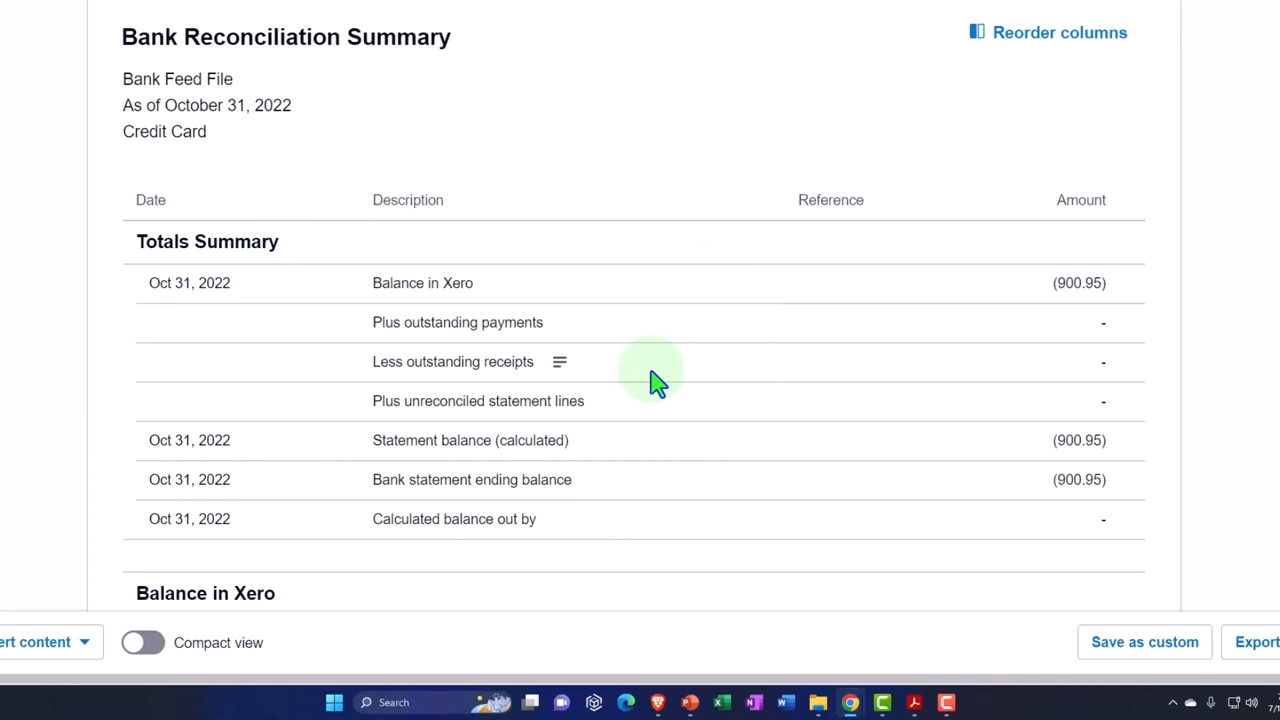 Bank Reconciliation Summary
Reorder columns
Bank Feed File
As of October 31, 2022
Credit Card
Date Description Reference Amount
Totals Summary
Oct 31, 2022 Balance in Xero (900.95)
Plus outstanding payments -
Less outstanding receipts -
Plus unreconciled statement lines -
Oct 31, 2022 Statement balance (calculated) (900.95)
Oct 31, 2022 Bank statement ending balance (900.95)
Oct 31, 2022 Calculated balance out by -
Balance in Xero
ert content Compact view Save as custom Export
Search
7/1